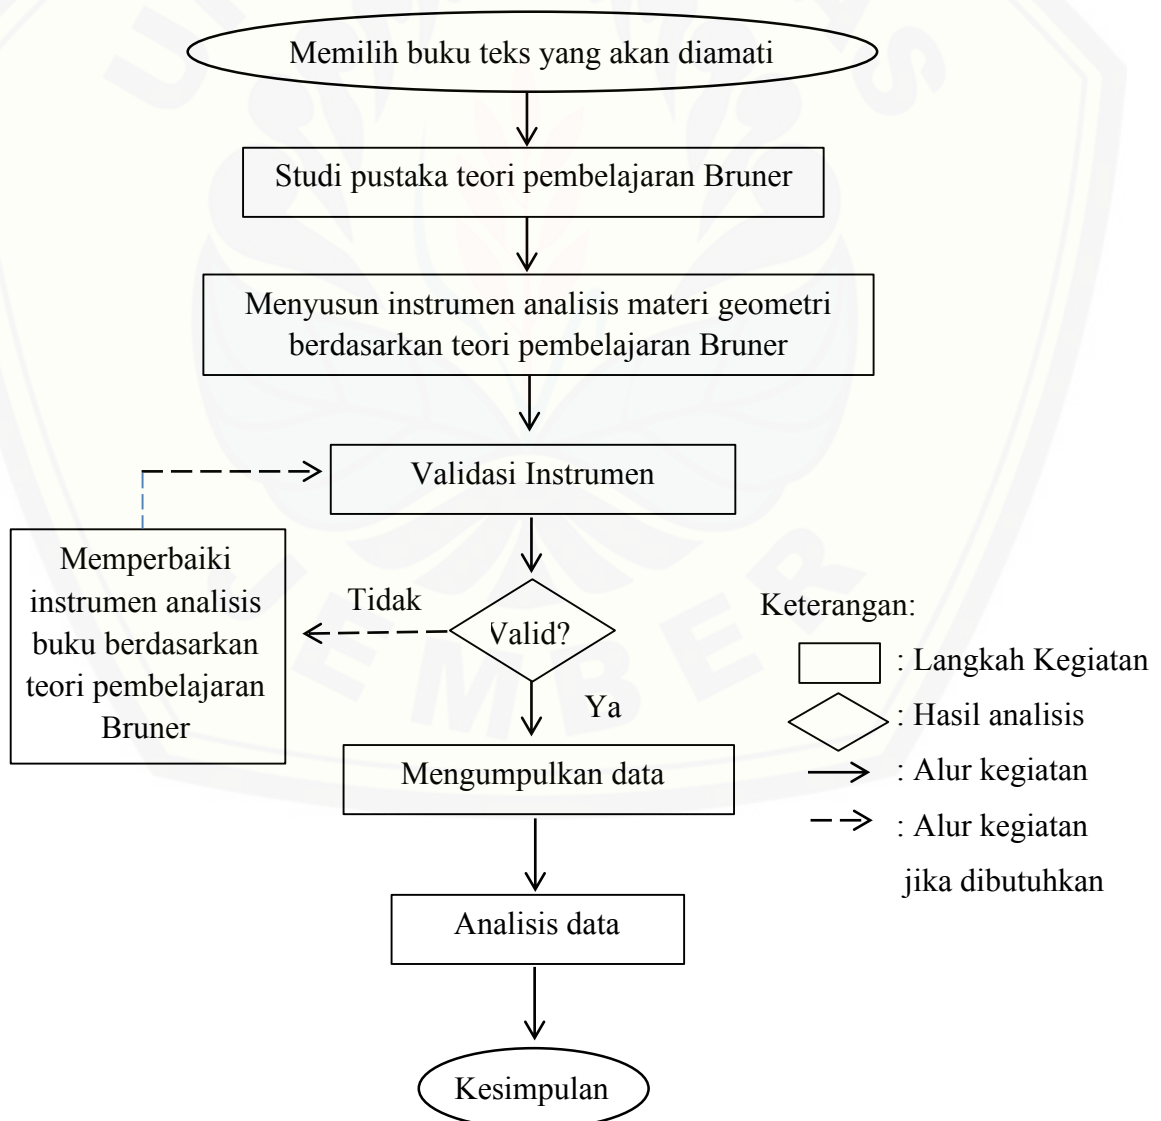 Memilih buku teks yang akan diamati
Studi pustaka teori pembelajaran Bruner
Menyusun instrumen analisis materi geometri
berdasarkan teori pembelajaran Bruner
Validasi Instrumen
Memperbaiki
instrumen analisis
buku berdasarkan
teori pembelajaran
Bruner
Tidak
Valid?
Ya
Mengumpulkan data
Analisis data
Kesimpulan
Keterangan:
: Langkah Kegiatan
: Hasil analisis
: Alur kegiatan
: Alur kegiatan
jika dibutuhkan
JEMBER